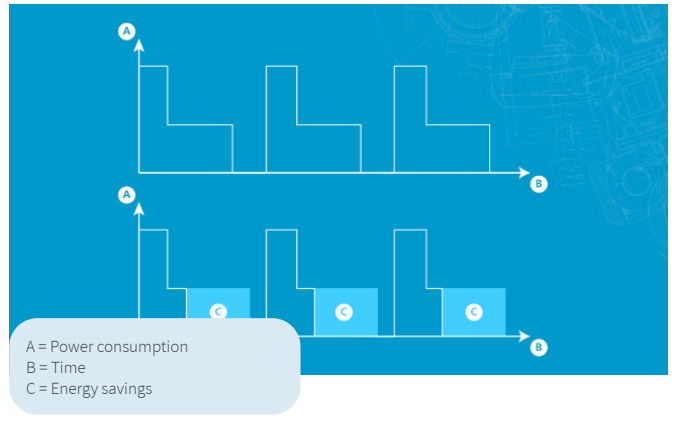 A
B
A
C
C
C
B
A = Power consumption
B = Time
C = Energy savings